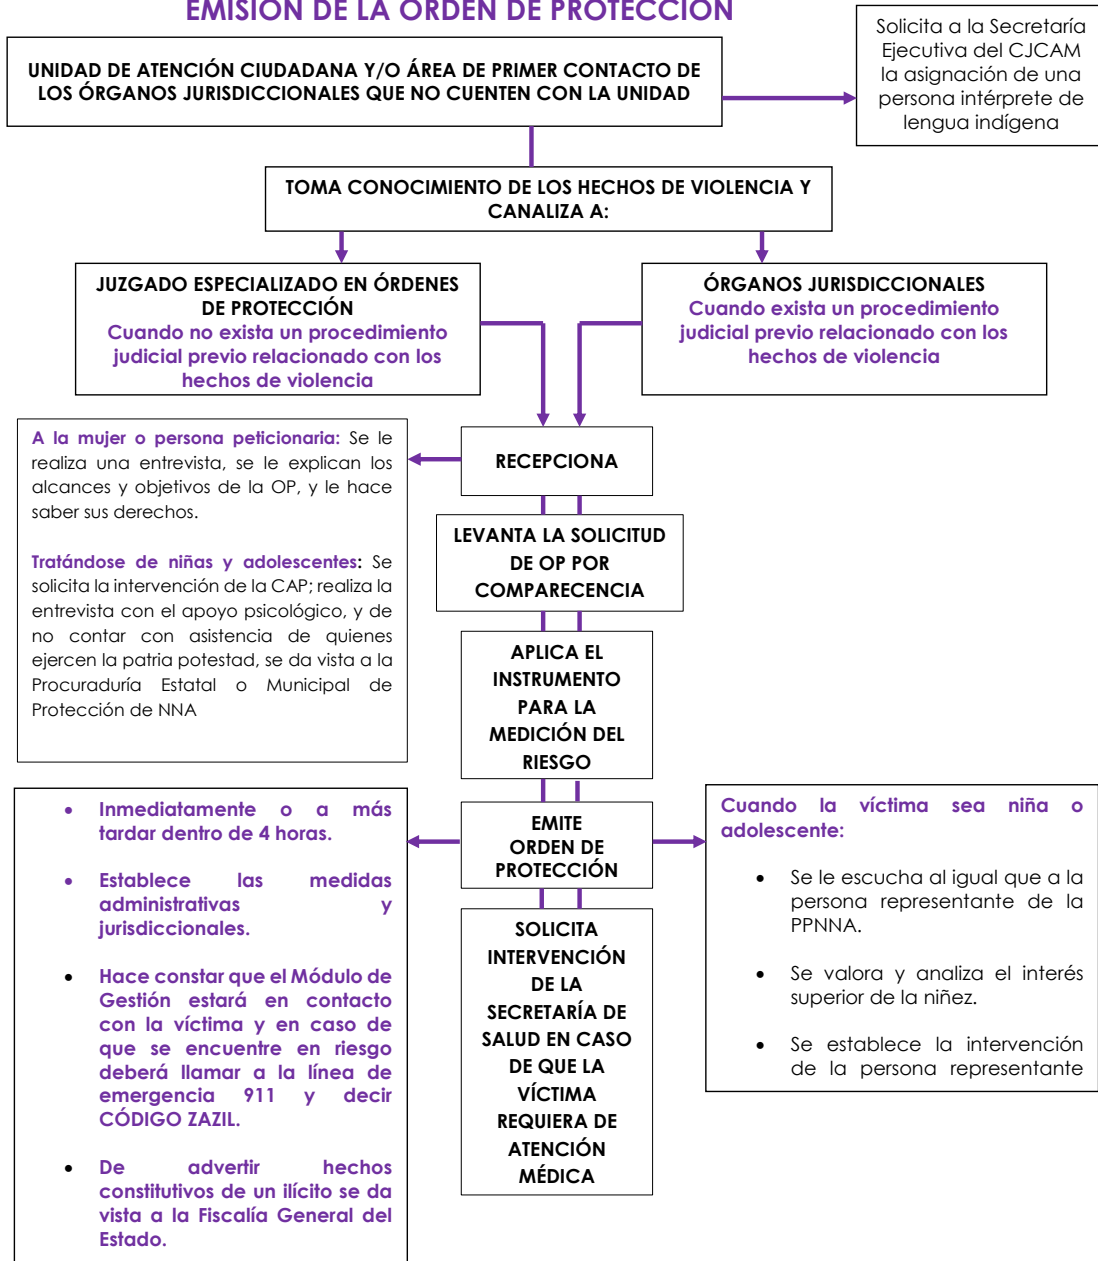 EMISIÓN DE LA ORDEN DE PROTECCIÓN
Solicita a la Secretaría
Ejecutiva del CJCAM
la asignación de una
persona intérprete de
lengua indígena
UNIDAD DE ATENCIÓN CIUDADANA Y/O ÁREA DE PRIMER CONTACTO DE
LOS ÓRGANOS JURISDICCIONALES QUE NO CUENTEN CON LA UNIDAD
TOMA CONOCIMIENTO DE LOS HECHOS DE VIOLENCIA Y
CANALIZA A:
JUZGADO ESPECIALIZADO EN ÓRDENES
DE PROTECCIÓN
Cuando no exista un procedimiento
judicial previo relacionado con los
hechos de violencia
ÓRGANOS JURISDICCIONALES
Cuando exista un procedimiento
judicial previo relacionado con los
hechos de violencia
A la mujer o persona peticionaria: Se le
realiza una entrevista, se le explican los
alcances y objetivos de la OP, y le hace
saber sus derechos.
Tratándose de niñas y adolescentes: Se
solicita la intervención de la CAP; realiza la
entrevista con el apoyo psicológico, y de
no contar con asistencia de quienes
ejercen la patria potestad, se da vista a la
Procuraduría Estatal o Municipal de
Protección de NNA
RECEPCIONA
LEVANTA LA SOLICITUD
DE OP POR
COMPARECENCIA
APLICA EL
INSTRUMENTO
PARA LA
MEDICIÓN DEL
RIESGO
EMITE
ORDEN DE
PROTECCIÓN
SOLICITA
INTERVENCIÓN
DE LA
SECRETARÍA DE
SALUD EN CASO
DE QUE LA
VÍCTIMA
REQUIERA DE
ATENCIÓN
MÉDICA
• Inmediatamente o a más
tardar dentro de 4 horas.
• Establece las medidas
administrativas y
jurisdiccionales.
• Hace constar que el Módulo de
Gestión estará en contacto
con la víctima y en caso de
que se encuentre en riesgo
deberá llamar a la línea de
emergencia 911 y decir
CÓDIGO ZAZIL.
• De advertir hechos
constitutivos de un ilícito se da
vista a la Fiscalía General del
Estado.
Cuando la víctima sea niña o
adolescente:
• Se le escucha al igual que a la
persona representante de la
PPNNA.
• Se valora y analiza el interés
superior de la niñez.
• Se establece la intervención
de la persona representante